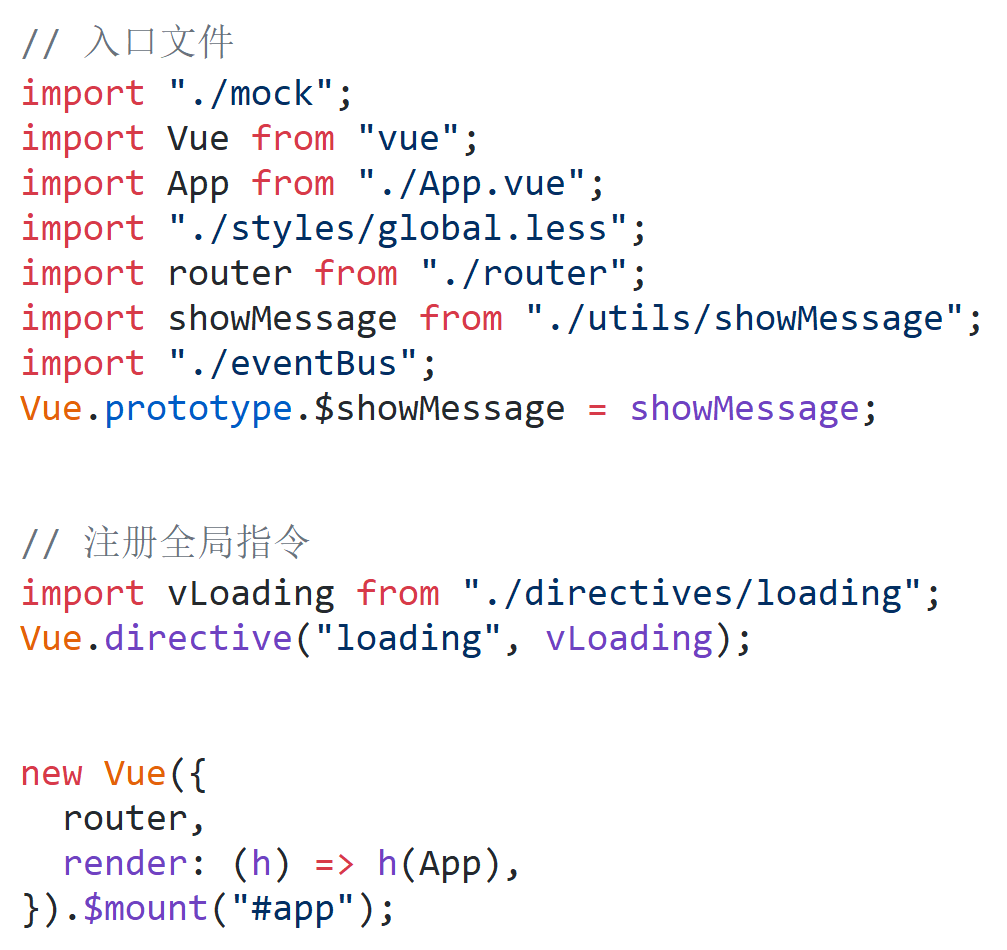 // 入口文件
import "./mock";
import Vue from "vue";
import App from "./App.vue";
import "./styles/global.less";
import router from "./router";
import showMessage from "./utils/showMessage";
import "./eventBus";
Vue.prototype.$showMessage = showMessage;
// 注册全局指令
import vLoading from "./directives/loading";
Vue.directive("loading", vLoading);
new Vue({
  router,
  render: (h) => h(App),
}).$mount("#app");